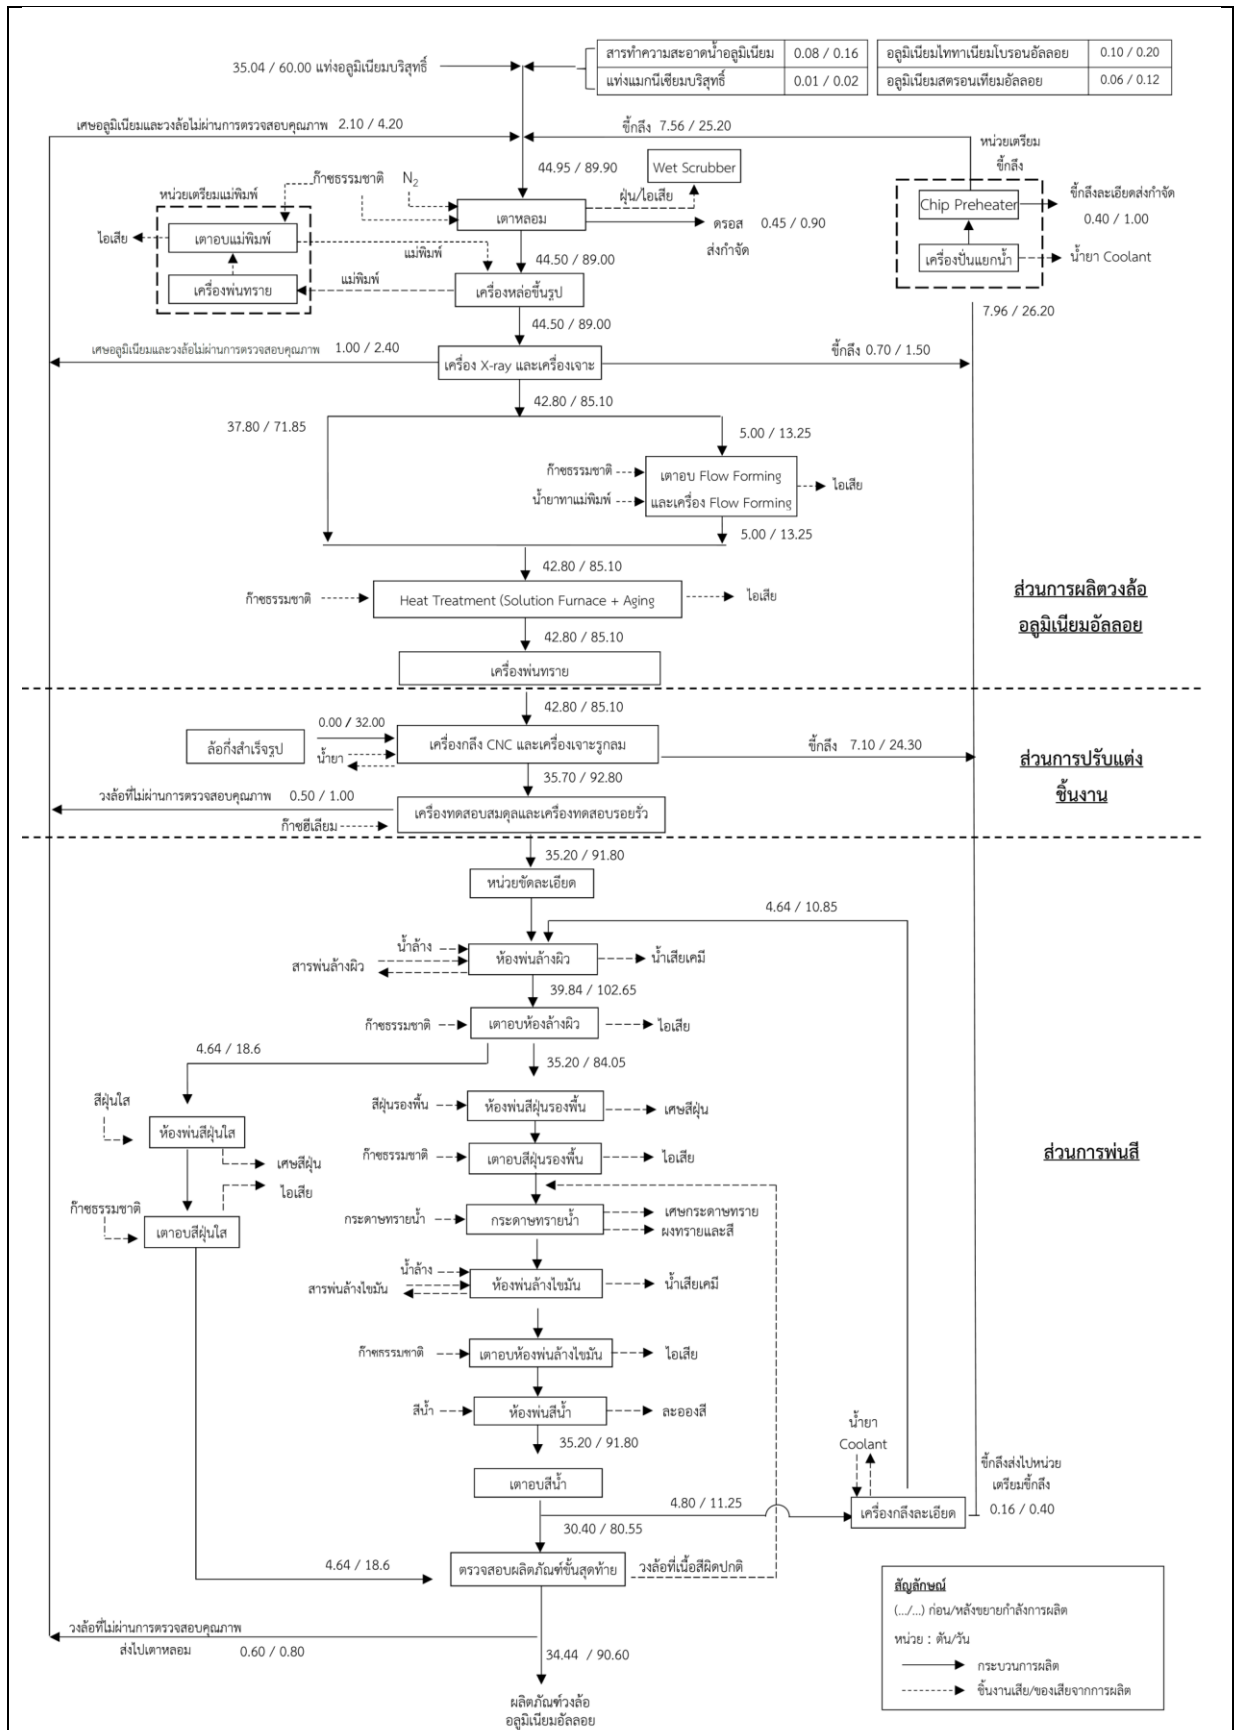 สารทำความสะอาดน้ำอลูมิเนียม 0.08 / 0.16 อลูมิเนียมไททาเนียมโบรอนอัลลอย 0.10 / 0.20
35.04 / 60.00 แท่งอลูมิเนียมบริสุทธิ์
แท่งแมกนีเซียมบริสุทธิ์ 0.01 / 0.02 อลูมิเนียมสตรอนเทียมอัลลอย 0.06 / 0.12
เศษอลูมิเนียมและวงล้อไม่ผ่านการตรวจสอบคุณภาพ 2.10 / 4.20
ขี้กลึง 7.56 / 25.20
หน่วยเตรียม
ขี้กลึง
44.95 / 89.90
Wet Scrubber
ก๊าซธรรมชาติ N2
ฝุ่น/ไอเสีย
หน่วยเตรียมแม่พิมพ์
Chip Preheater
ขี้กลึงละเอียดส่งกำจัด
0.40 / 1.00
เตาหลอม
ดรอส 0.45 / 0.90
ส่งกำจัด
ไอเสีย
เตาอบแม่พิมพ์
แม่พิมพ์
44.50 / 89.00
เครื่องปั่นแยกน้ำ
น้ำยา Coolant
เครื่องพ่นทราย
แม่พิมพ์
เครื่องหล่อขึ้นรูป
7.96 / 26.20
44.50 / 89.00
เศษอลูมิเนียมและวงล้อไม่ผ่านการตรวจสอบคุณภาพ 1.00 / 2.40
เครื่อง X-ray และเครื่องเจาะ
ขี้กลึง 0.70 / 1.50
42.80 / 85.10
37.80 / 71.85
5.00 / 13.25
ก๊าซธรรมชาติ
เตาอบ Flow Forming
ไอเสีย
น้ำยาทาแม่พิมพ์
และเครื่อง Flow Forming
5.00 / 13.25
42.80 / 85.10
ก๊าซธรรมชาติ
Heat Treatment (Solution Furnace + Aging
ไอเสีย
ส่วนการผลิตวงล้อ
อลูมิเนียมอัลลอย
42.80 / 85.10
เครื่องพ่นทราย
42.80 / 85.10
0.00 / 32.00
ล้อกึ่งสำเร็จรูป
น้ำยา
เครื่องกลึง CNC และเครื่องเจาะรูกลม
ขี้กลึง 7.10 / 24.30
ส่วนการปรับแต่ง
ชิ้นงาน
35.70 / 92.80
วงล้อที่ไม่ผ่านการตรวจสอบคุณภาพ 0.50 / 1.00
ก๊าซฮีเลียม
เครื่องทดสอบสมดุลและเครื่องทดสอบรอยรั่ว
35.20 / 91.80
หน่วยขัดละเอียด
4.64 / 10.85
น้ำล้าง
สารพ่นล้างผิว
ห้องพ่นล้างผิว
น้ำเสียเคมี
39.84 / 102.65
ก๊าซธรรมชาติ
เตาอบห้องล้างผิว
ไอเสีย
4.64 / 18.6
35.20 / 84.05
สีฝุ่นใส
สีฝุ่นรองพื้น
ห้องพ่นสีฝุ่นรองพื้น
เศษสีฝุ่น
ห้องพ่นสีฝุ่นใส
เศษสีฝุ่น
ก๊าซธรรมชาติ
เตาอบสีฝุ่นรองพื้น
ไอเสีย
ส่วนการพ่นสี
ไอเสีย
ก๊าซธรรมชาติ
เตาอบสีฝุ่นใส
กระดาษทรายน้ำ
กระดาษทรายน้ำ
เศษกระดาษทราย
ผงทรายและสี
น้ำล้าง
สารพ่นล้างไขมัน
ห้องพ่นล้างไขมัน
น้ำเสียเคมี
ก๊าซธรรมชาติ
เตาอบห้องพ่นล้างไขมัน
ไอเสีย
สีน้ำ
ห้องพ่นสีน้ำ
ละอองสี
35.20 / 91.80
น้ำยา
Coolant
เตาอบสีน้ำ
ขี้กลึงส่งไปหน่วย
เตรียมขี้กลึง
0.16 / 0.40
4.80 / 11.25
เครื่องกลึงละเอียด
30.40 / 80.55
4.64 / 18.6
ตรวจสอบผลิตภัณฑ์ขั้นสุดท้าย
วงล้อที่เนื้อสีผิดปกติ
วงล้อที่ไม่ผ่านการตรวจสอบคุณภาพ
ส่งไปเตาหลอม 0.60 / 0.80
34.44 / 90.60
ผลิตภัณฑ์วงล้อ
อลูมิเนียมอัลลอย
สัญลักษณ์
(.../...) ก่อน/หลังขยายกำลังการผลิต
หน่วย : ตัน/วัน
กระบวนการผลิต
ชิ้นงานเสีย/ของเสียจากการผลิต